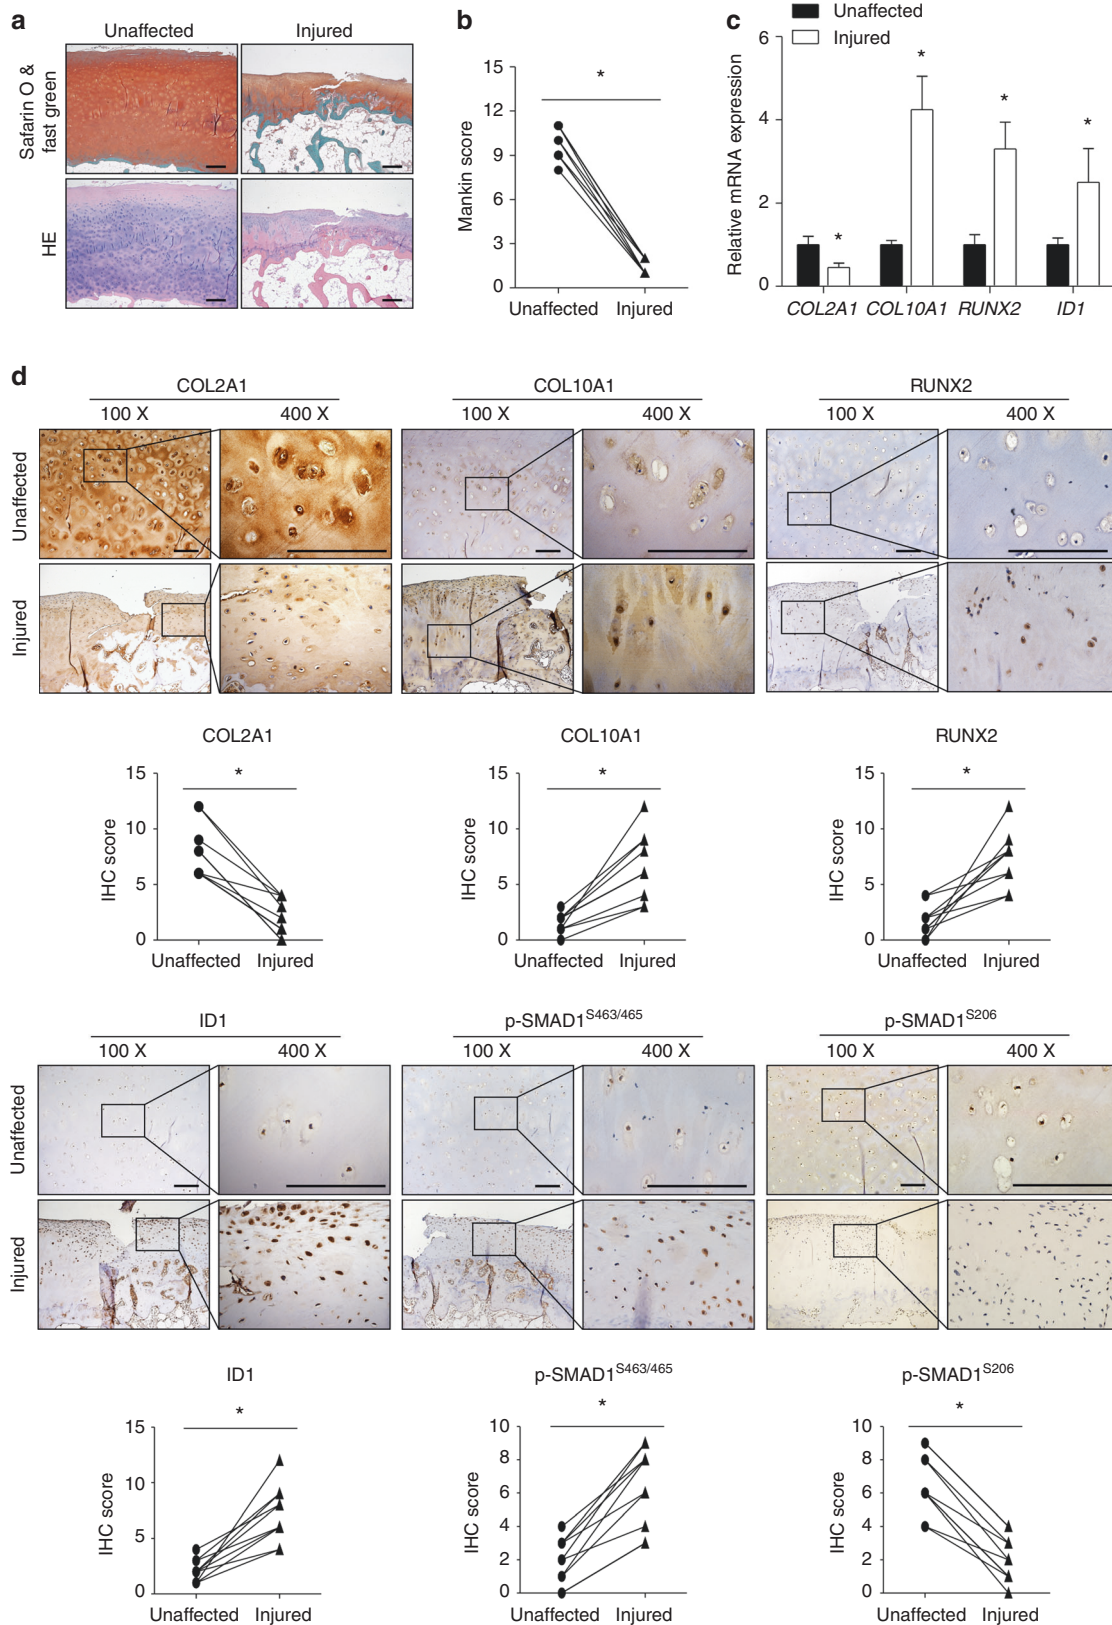 a
Unaffected
Injured
Safarin O &
fast green
HE
b
Mankin score
15
12
9
6
3
0
*
Unaffected
Injured
c
Unaffected
Injured
Relative mRNA expression
6
4
2
0
*
*
*
*
COL2A1
COL10A1
RUNX2
ID1
d
COL2A1
COL10A1
RUNX2
100 X
400 X
100 X
400 X
100 X
400 X
Unaffected
Injured
COL2A1
IHC score
15
10
5
0
*
Unaffected
Injured
COL10A1
IHC score
15
10
5
0
*
Unaffected
Injured
RUNX2
IHC score
15
10
5
0
*
Unaffected
Injured
ID1
p-SMAD1S463/465
p-SMAD1S206
100 X
400 X
100 X
400 X
100 X
400 X
Unaffected
Injured
ID1
IHC score
15
10
5
0
*
Unaffected
Injured
p-SMAD1S463/465
IHC score
10
8
6
4
2
0
*
Unaffected
Injured
p-SMAD1S206
IHC score
10
8
6
4
2
0
*
Unaffected
Injured